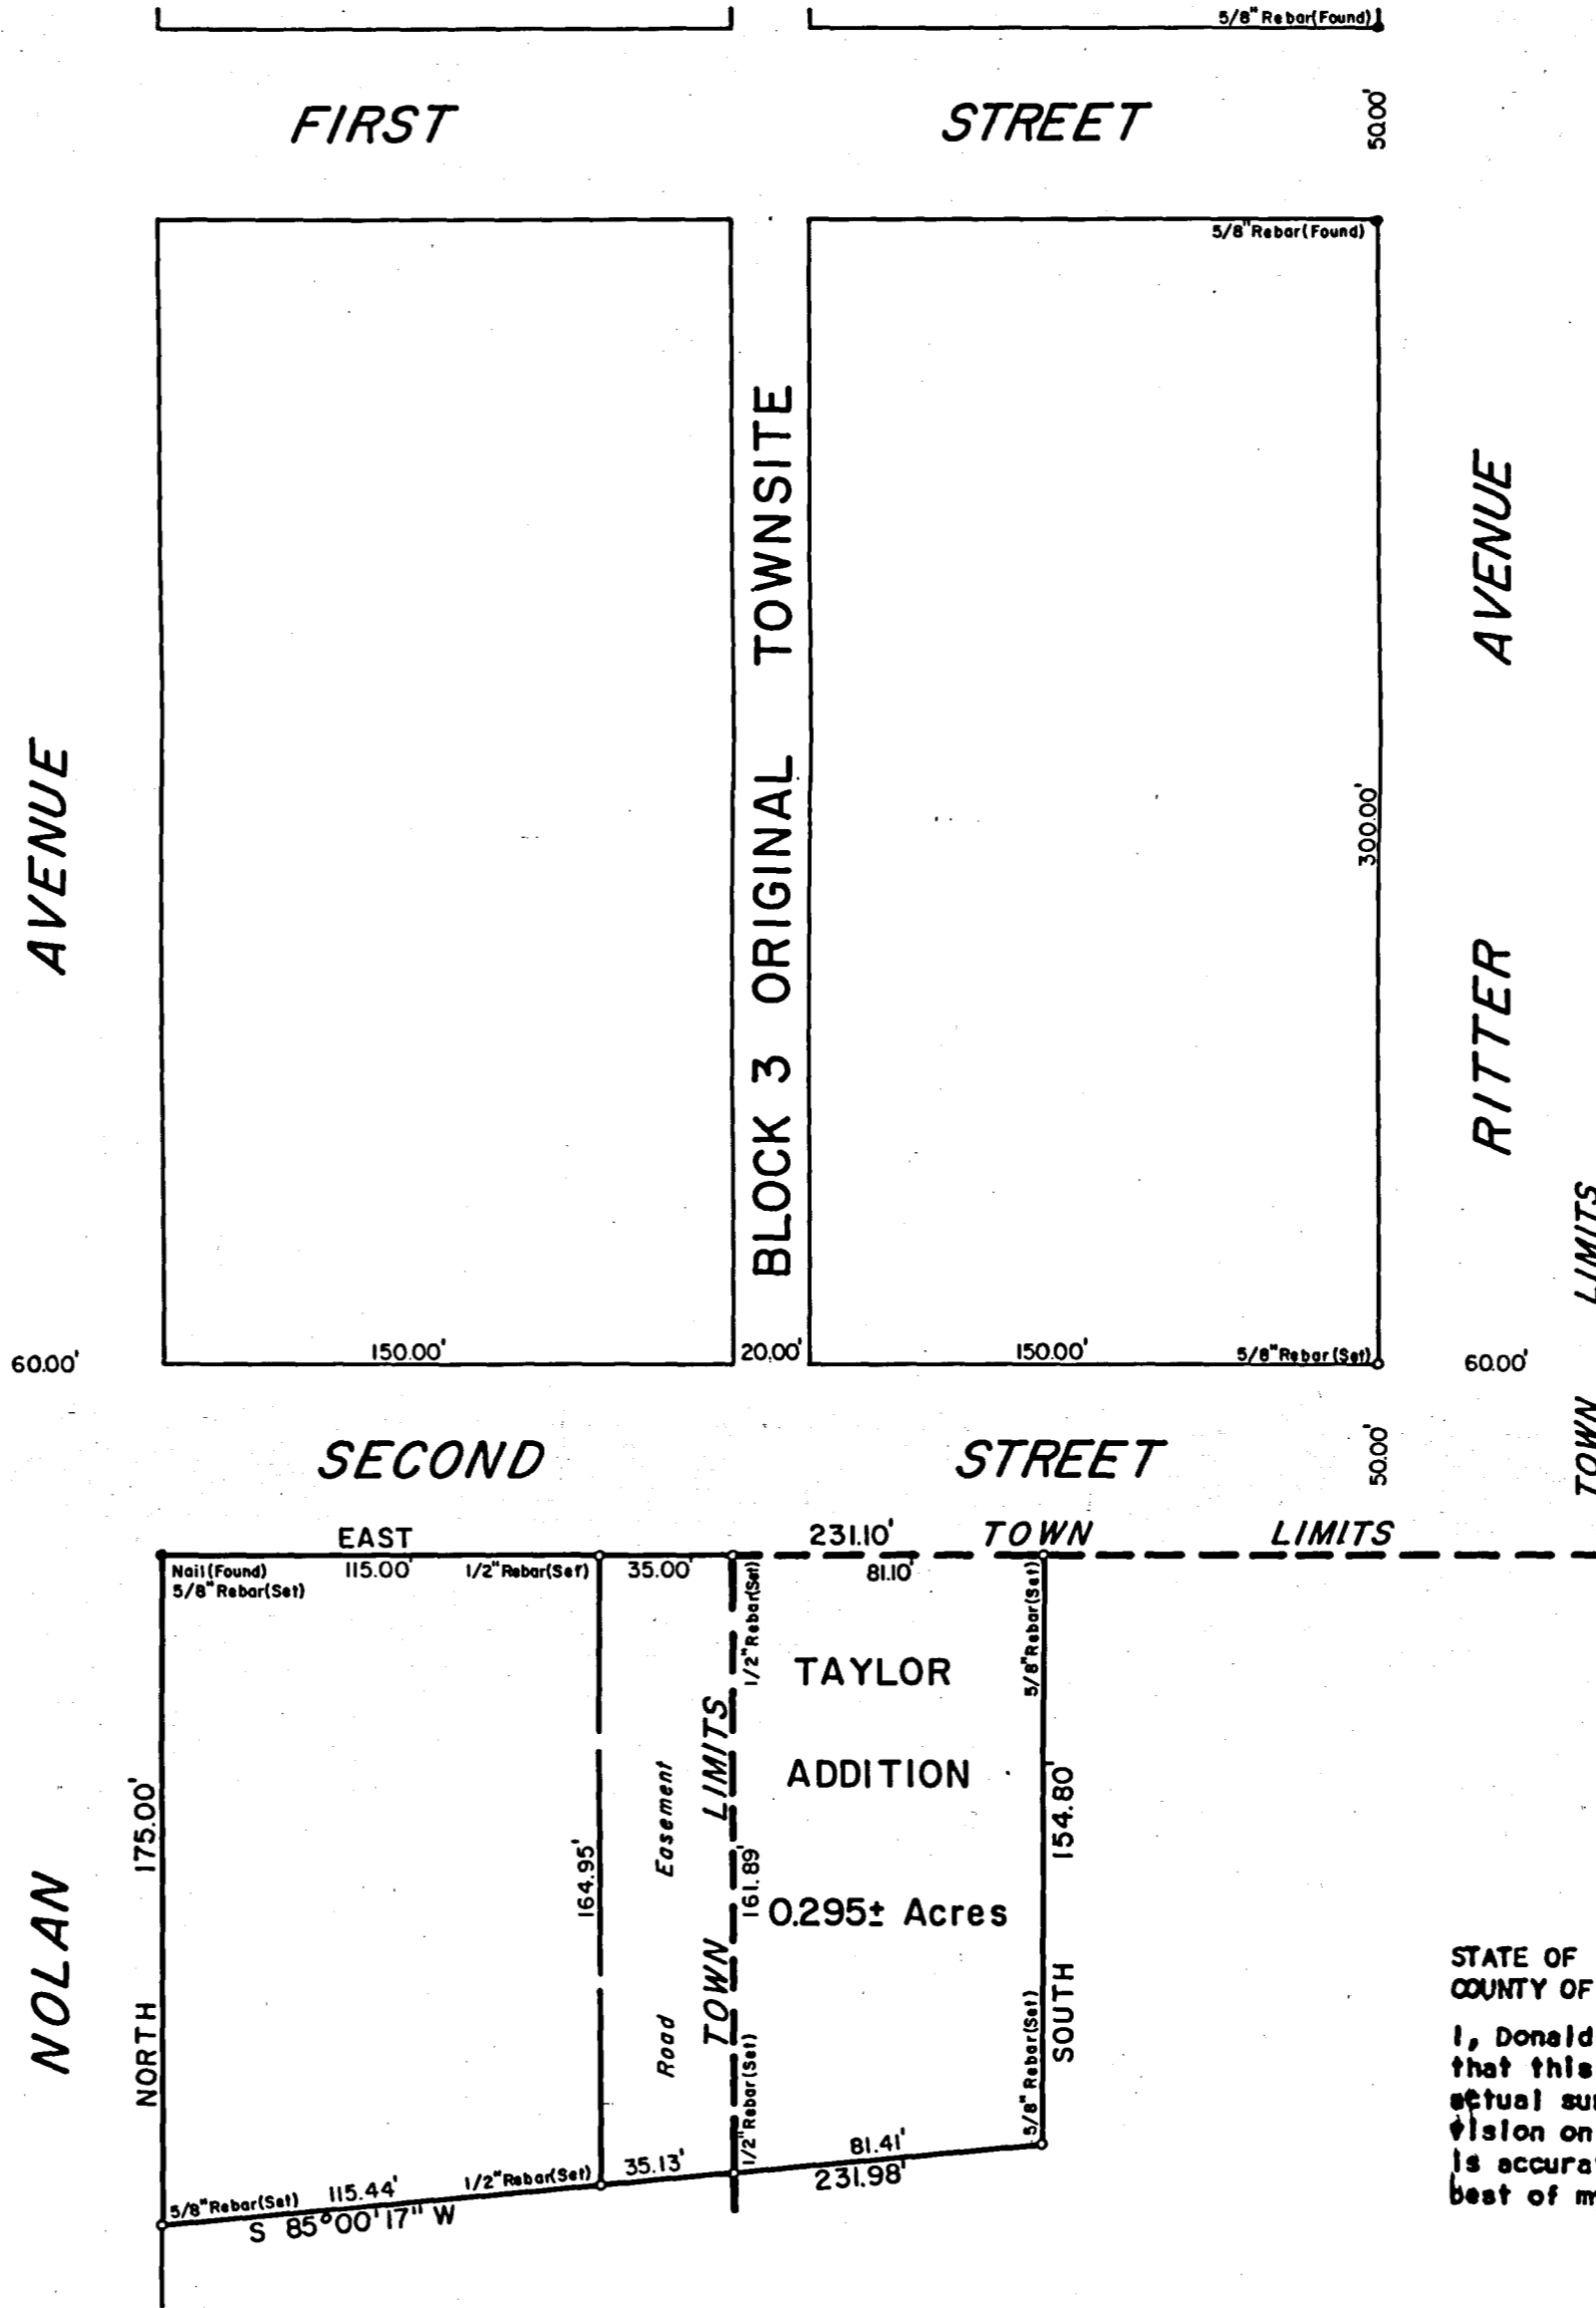 5/8" Rebar(Found)
FIRST STREET
50.00'
5/8" Rebar(Found)
AVENUE
BLOCK 3 ORIGINAL TOWNSITE
300.00'
RITTER AVENUE
TOWN LIMITS
60.00'
150.00'
20.00'
150.00'
5/8" Rebar(Set)
60.00'
SECOND STREET
50.00'
EAST
231.10'
TOWN LIMITS
Nail(Found)
5/8" Rebar(Set)
115.00'
1/2" Rebar(Set)
35.00'
1/2" Rebar(Set)
81.10'
5/8" Rebar(Set)
TAYLOR
ADDITION
0.295± Acres
NOLAN
NORTH 175.00'
164.95'
Road Easement
TOWN LIMITS
161.89'
SOUTH 154.80'
1/2" Rebar(Set)
5/8" Rebar(Set)
5/8" Rebar(Set)
115.44'
1/2" Rebar(Set)
35.13'
81.41'
231.98'
S 85°00'17" W
STATE OF
COUNTY OF
I, Donald
that this
actual
vision on
is
best of